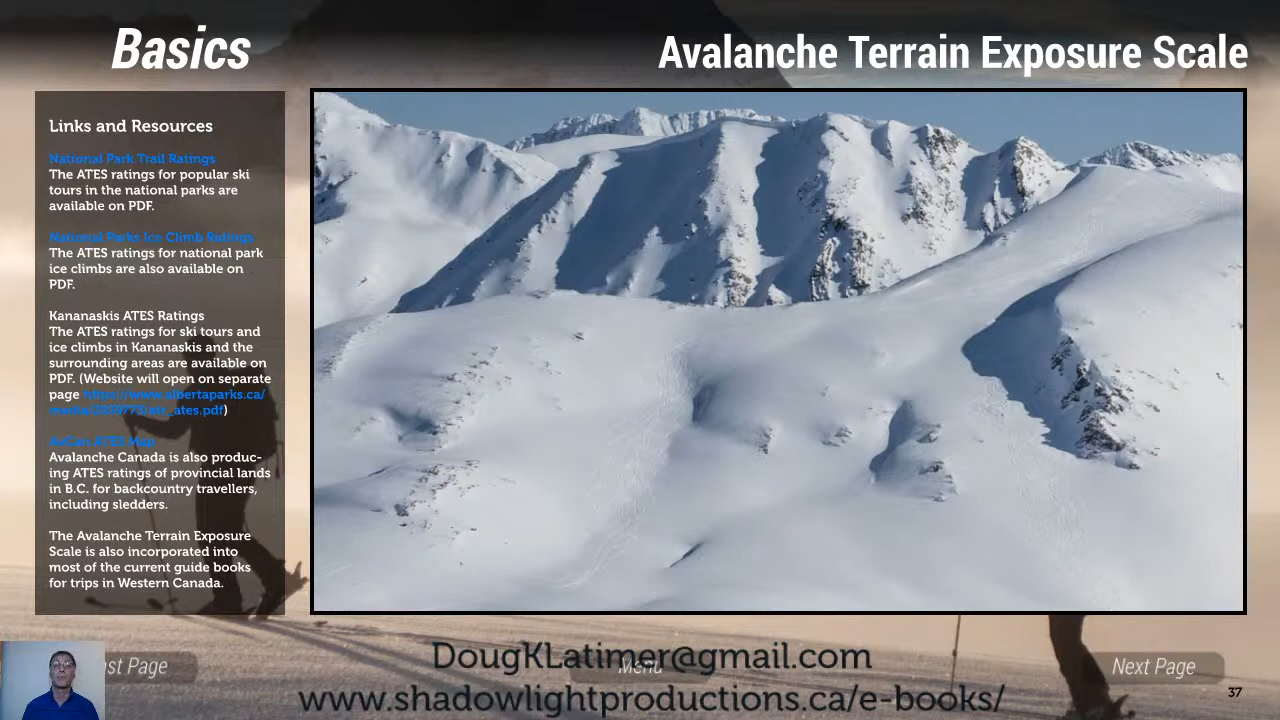 Basics
Avalanche Terrain Exposure Scale
Links and Resources
National Park Trail Ratings
The ATES ratings for popular ski
tours in the national parks are
available on PDF.
National Parks Ice Climb Ratings
The ATES ratings for national park
ice climbs are also available on
PDF.
Kananaskis ATES Ratings
The ATES ratings for ski tours and
ice climbs in Kananaskis and the
surrounding areas are available on
PDF. (Website will open on separate
page https://www.albertaparks.ca/
_ates.pdf)
AvCan ATES Map
Avalanche Canada is also produc-
ing ATES ratings of provincial lands
in B.C. for backcountry travellers,
including sledders.
The Avalanche Terrain Exposure
Scale is also incorporated into
most of the current guide books
for trips in Western Canada.
st Page
Menu
Next Page
DougKLatimer@gmail.com
www.shadowlightproductions.ca/e-books/
37